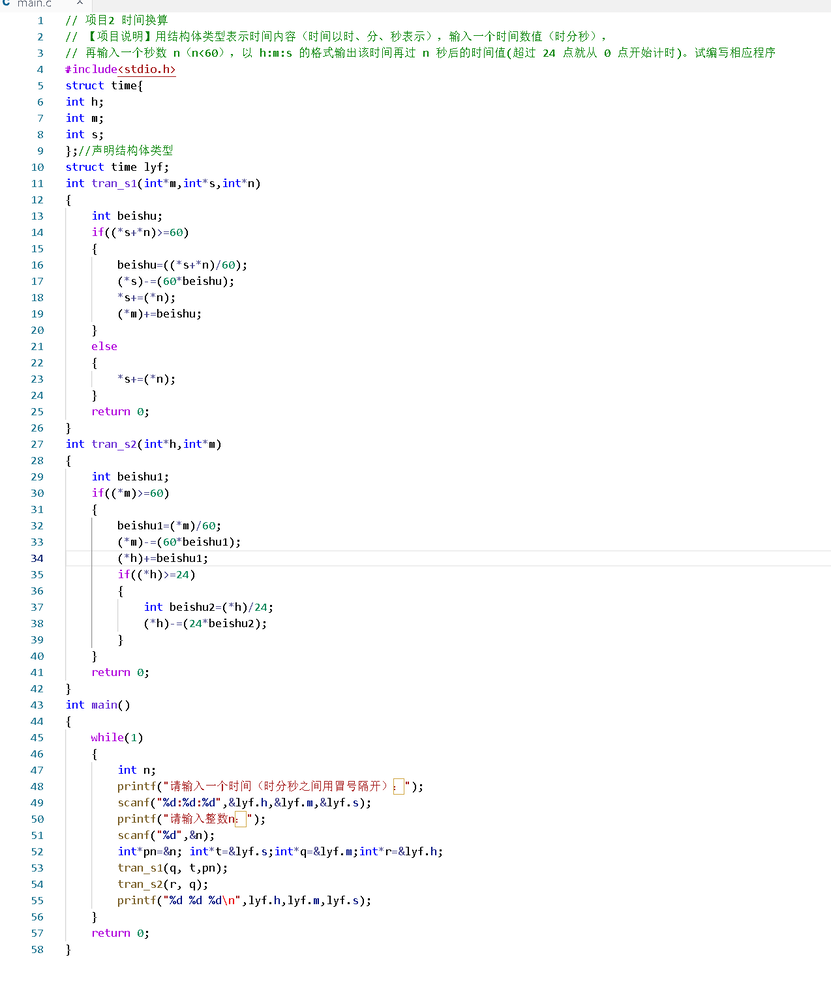 main.c ×
1 // 项目2 时间换算
2 // 【项目说明】用结构体类型表示时间内容（时间以时、分、秒表示），输入一个时间数值（时分秒），
3 // 再输入一个秒数 n（n<60），以 h:m:s 的格式输出该时间再过 n 秒后的时间值(超过 24 点就从 0 点开始计时)。试编写相应程序
4 #include<stdio.h>
5 struct time{
6 int h;
7 int m;
8 int s;
9 };//声明结构体类型
10 struct time lyf;
11 int tran_s1(int*m,int*s,int*n)
12 {
13 int beishu;
14 if((*s+*n)>=60)
15 {
16 beishu=((*s+*n)/60);
17 (*s)-=(60*beishu);
18 *s+=(*n);
19 (*m)+=beishu;
20 }
21 else
22 {
23 *s+=(*n);
24 }
25 return 0;
26 }
27 int tran_s2(int*h,int*m)
28 {
29 int beishu1;
30 if((*m)>=60)
31 {
32 beishu1=(*m)/60;
33 (*m)-=(60*beishu1);
34 (*h)+=beishu1;
35 if((*h)>=24)
36 {
37 int beishu2=(*h)/24;
38 (*h)-=(24*beishu2);
39 }
40 }
41 return 0;
42 }
43 int main()
44 {
45 while(1)
46 {
47 int n;
48 printf("请输入一个时间（时分秒之间用冒号隔开）：");
49 scanf("%d:%d:%d",&lyf.h,&lyf.m,&lyf.s);
50 printf("请输入整数n：");
51 scanf("%d",&n);
52 int*pn=&n; int*t=&lyf.s;int*q=&lyf.m;int*r=&lyf.h;
53 tran_s1(q, t,pn);
54 tran_s2(r, q);
55 printf("%d %d %d\n",lyf.h,lyf.m,lyf.s);
56 }
57 return 0;
58 }